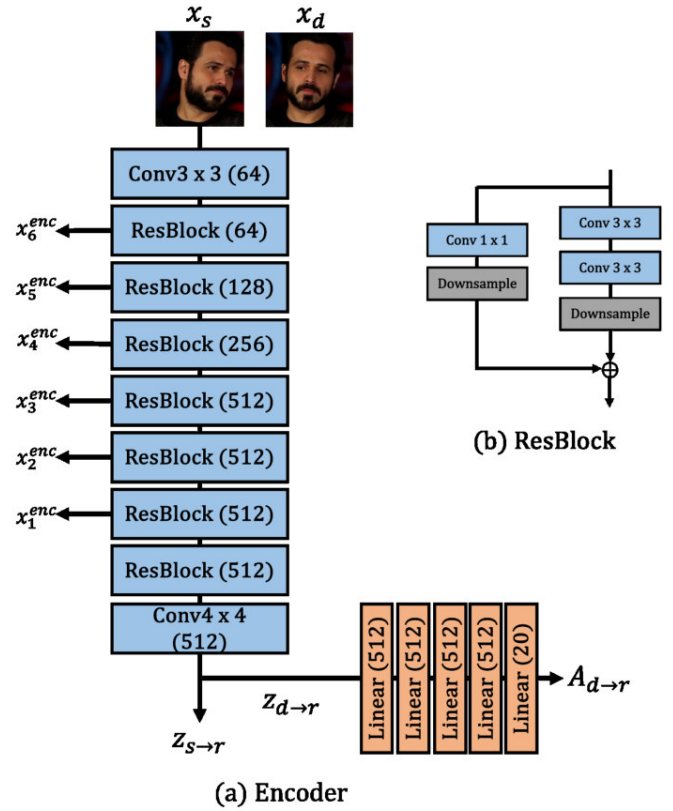 x_s
x_d
Conv3 x 3 (64)
x_6^{enc}
ResBlock (64)
x_5^{enc}
ResBlock (128)
x_4^{enc}
ResBlock (256)
x_3^{enc}
ResBlock (512)
x_2^{enc}
ResBlock (512)
x_1^{enc}
ResBlock (512)
ResBlock (512)
Conv4 x 4
(512)
z_{s→r}
z_{d→r}
Linear (512)
Linear (512)
Linear (512)
Linear (512)
Linear (20)
A_{d→r}
(a) Encoder
Conv 1 x 1
Downsample
Conv 3 x 3
Conv 3 x 3
Downsample
(b) ResBlock